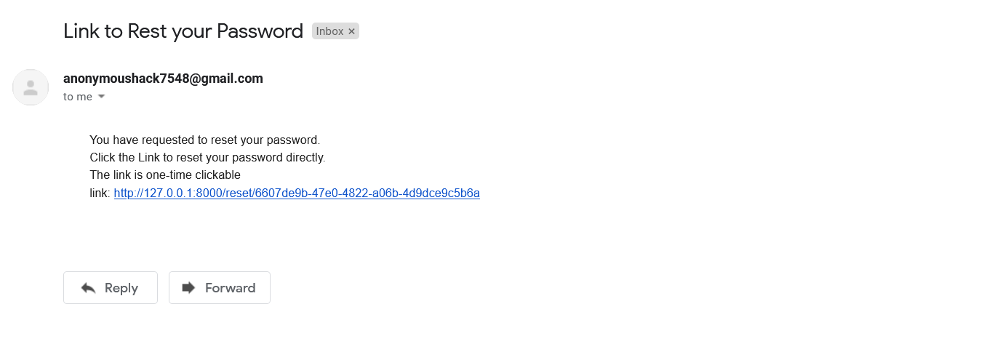 Link to Rest your Password Inbox ×
anonymoushack7548@gmail.com
to me
You have requested to reset your password.
Click the Link to reset your password directly.
The link is one-time clickable
link: http://127.0.0.1:8000/reset/6607de9b-47e0-4822-a06b-4d9dce9c5b6a
Reply Forward